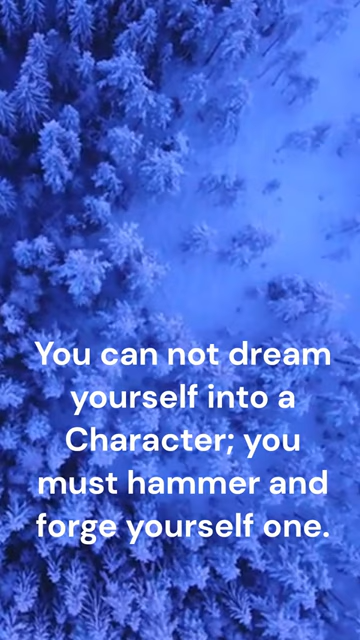 You can not dream
yourself into a
Character; you
must hammer and
forge yourself one.